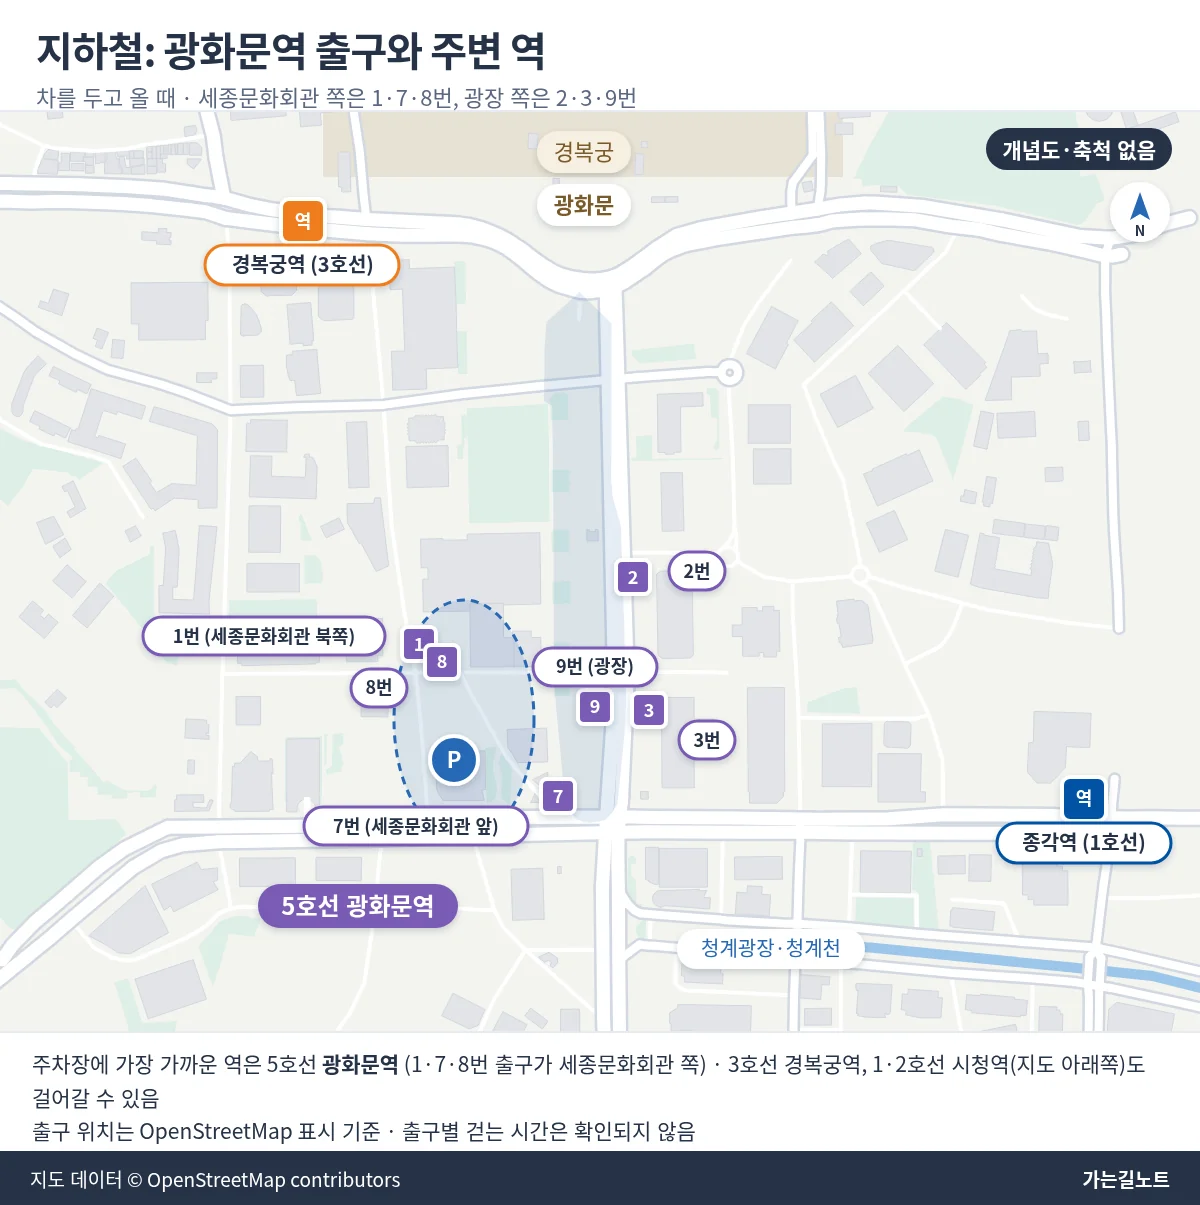 지하철: 광화문역 출구와 주변 역
차를 두고 올 때 · 세종문화회관 쪽은 1·7·8번, 광장 쪽은 2·3·9번
경복궁
개념도·축척 없음
광화문
N
역
경복궁역 (3호선)
2
2번
1번 (세종문화회관 북쪽)
1
8
8번
9번 (광장)
9
3
3번
P
7
7번 (세종문화회관 앞)
역
종각역 (1호선)
5호선 광화문역
청계광장·청계천
주차장에 가장 가까운 역은 5호선 광화문역 (1·7·8번 출구가 세종문화회관 쪽) · 3호선 경복궁역, 1·2호선 시청역(지도 아래쪽)도
걸어갈 수 있음
출구 위치는 OpenStreetMap 표시 기준 · 출구별 걷는 시간은 확인되지 않음
지도 데이터 © OpenStreetMap contributors
가는길노트